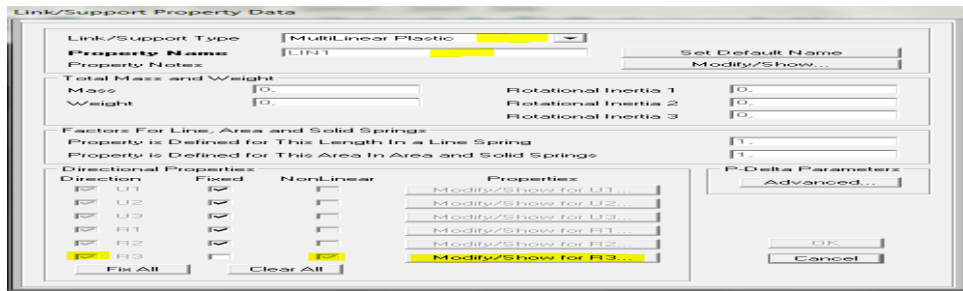 Link/Support Property Data
Link/Support Type MultiLinear Plastic
Property Name LIN1 Set Default Name
Property Notes Modify/Show...
Total Mass and Weight
Mass 0. Rotational Inertia 1 0.
Weight 0. Rotational Inertia 2 0.
Rotational Inertia 3 0.
Factors For Line, Area and Solid Springs
Property is Defined for This Length In a Line Spring 1.
Property is Defined for This Area In Area and Solid Springs 1.
Directional Properties P-Delta Parameters
Direction Fixed NonLinear Properties Advanced...
U1 Modify/Show for U1...
U2 Modify/Show for U2...
U3 Modify/Show for U3...
R1 Modify/Show for R1...
R2 Modify/Show for R2... OK
R3 Modify/Show for R3... Cancel
Fix All Clear All